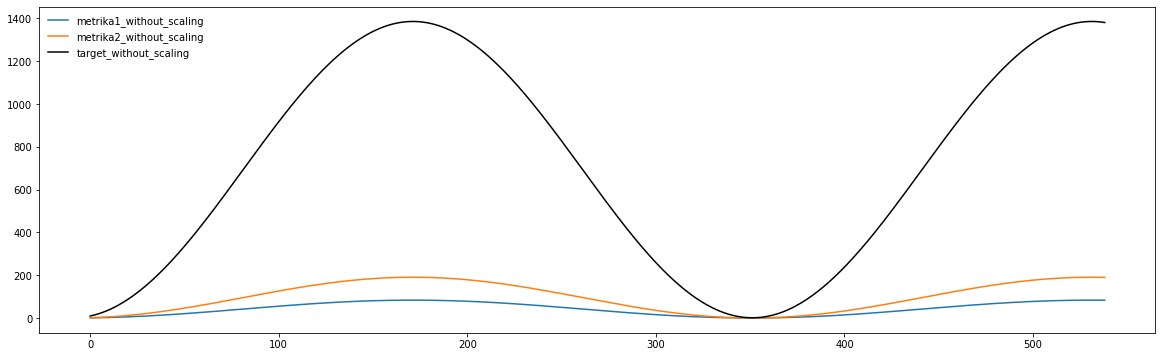 metrika1_without_scaling
metrika2_without_scaling
target_without_scaling
1400
1200
1000
800
600
400
200
0
0 100 200 300 400 500